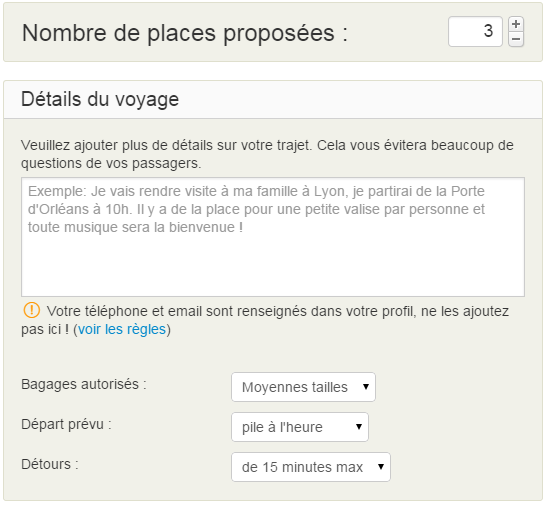 Nombre de places proposées : 3
Détails du voyage
Veuillez ajouter plus de détails sur votre trajet. Cela vous évitera beaucoup de
questions de vos passagers.
Exemple: Je vais rendre visite à ma famille à Lyon, je partirai de la Porte
d'Orléans à 10h. Il y a de la place pour une petite valise par personne et
toute musique sera la bienvenue !
Votre téléphone et email sont renseignés dans votre profil, ne les ajoutez
pas ici ! (voir les règles)
Bagages autorisés : Moyennes tailles
Départ prévu : pile à l'heure
Détours : de 15 minutes max